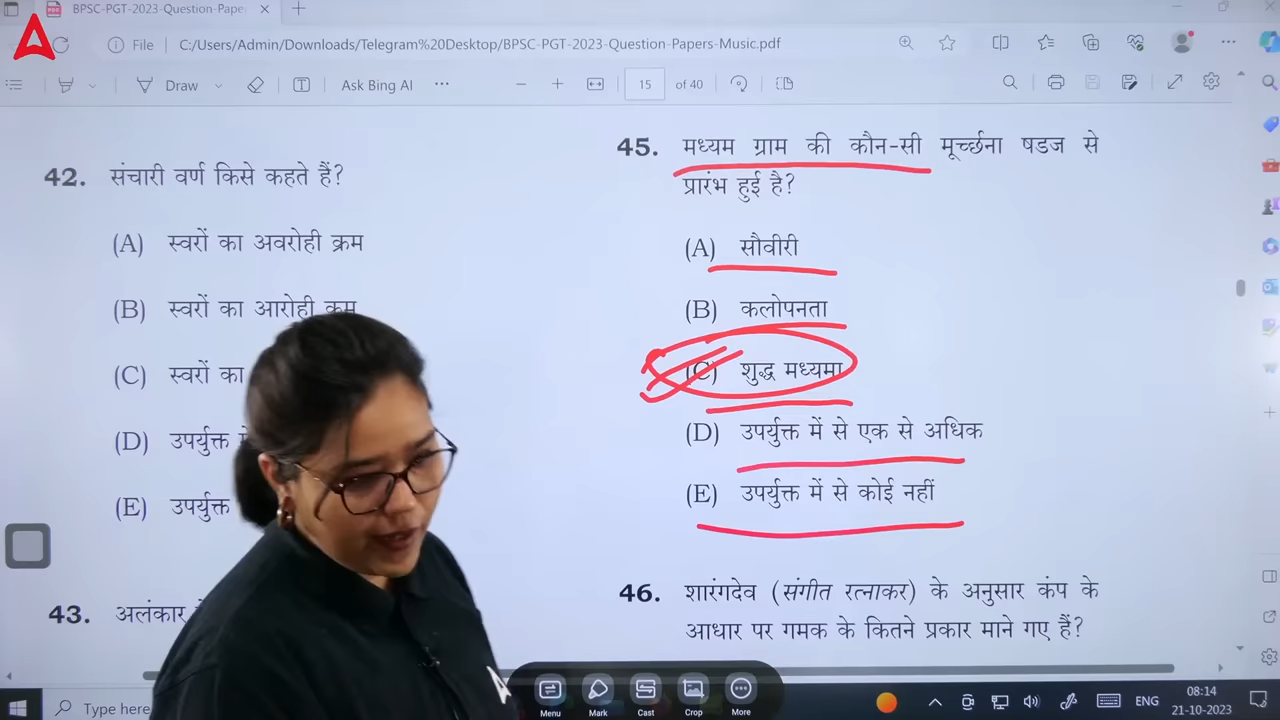 BPSC-PGT-2023-Question-Pape
File
C:/Users/Admin/Downloads/Telegram%20Desktop/BPSC-PGT-2023-Question-Papers-Music.pdf
Draw
Ask Bing AI
15
of 40
42. संचारी वर्ण किसे कहते हैं?
(A) स्वरों का अवरोही क्रम
(B) स्वरों का आरोही क्रम
(C) स्वरों का
(D) उपर्युक्त में
(E) उपर्युक्त
43. अलंकार
45. मध्यम ग्राम की कौन-सी मूर्च्छना षडज से
प्रारंभ हुई है?
(A) सौवीरी
(B) कलोपनता
(C) शुद्ध मध्यमा
(D) उपर्युक्त में से एक से अधिक
(E) उपर्युक्त में से कोई नहीं
46. शारंगदेव (संगीत रत्नाकर) के अनुसार कंप के
आधार पर गमक के कितने प्रकार माने गए हैं?
Menu
Mark
Cast
Crop
More
Type here
ENG
08:14
21-10-2023